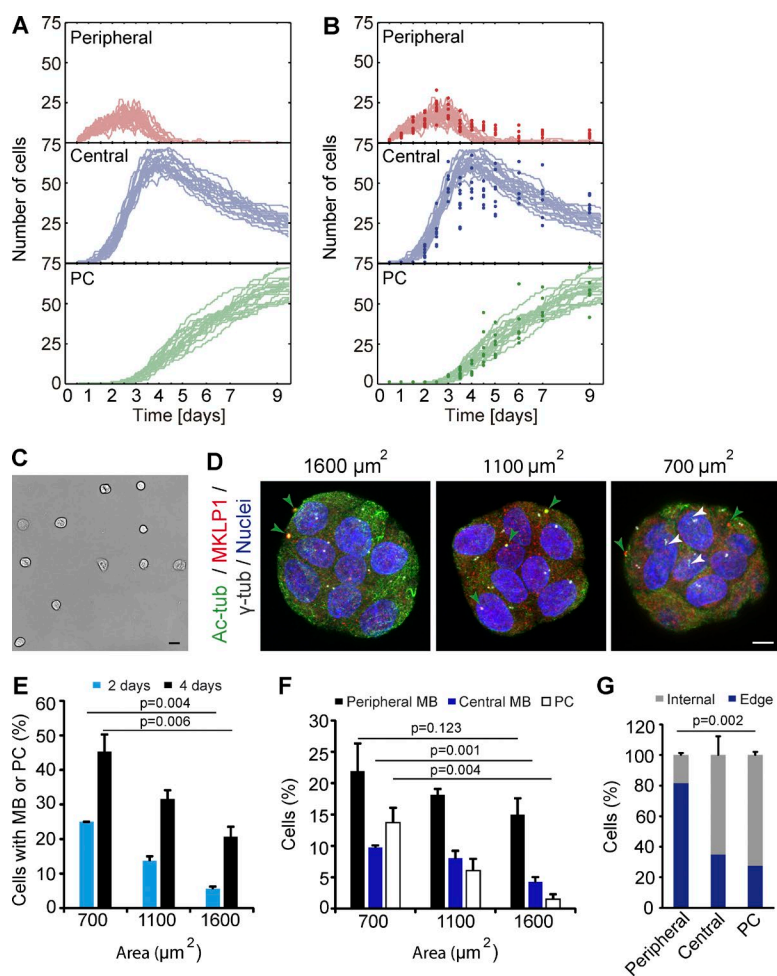 A
B
Peripheral
Peripheral
75
50
25
75
50
25
Central
Central
75
50
25
75
50
25
PC
PC
75
50
25
0
75
50
25
0
Number of cells
Number of cells
0 1 2 3 4 5 6 7 9
0 1 2 3 4 5 6 7 9
Time [days]
Time [days]
C
D
1600 µm²
1100 µm²
700 µm²
Ac-tub / MKLP1 /
γ-tub / Nuclei
E
2 days
4 days
p=0.004
p=0.006
60
50
40
30
20
10
0
Cells with MB or PC (%)
700 1100 1600
Area (µm²)
F
Peripheral MB
Central MB
PC
p=0.123
p=0.001
p=0.004
30
25
20
15
10
5
0
Cells (%)
700 1100 1600
Area (µm²)
G
Internal
Edge
p=0.002
120
100
80
60
40
20
0
Cells (%)
Peripheral
Central
PC